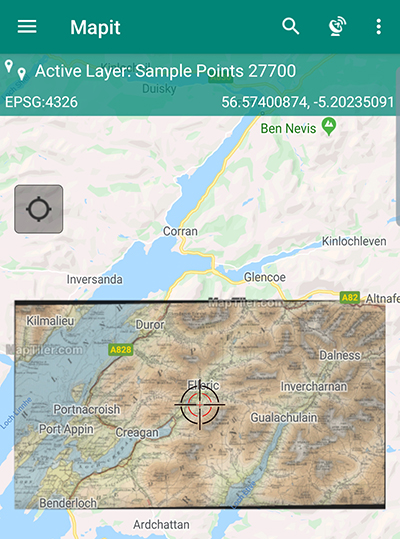 Mapit
Active Layer: Sample Points 27700
Duisky
EPSG:4326
56.57400874, -5.20235091
Ben Nevis
Corran
Kinlochleven
Inversanda
Glencoe
MapTiler
A82
Altnafe
Kilmalieu
Duror
MapTiler.com
A828
Dalness
Elleric
Invercharnan
Portnacroish
Gualachulain
Port Appin
Creagan
Loch Linnhe
Benderloch
Ardchattan